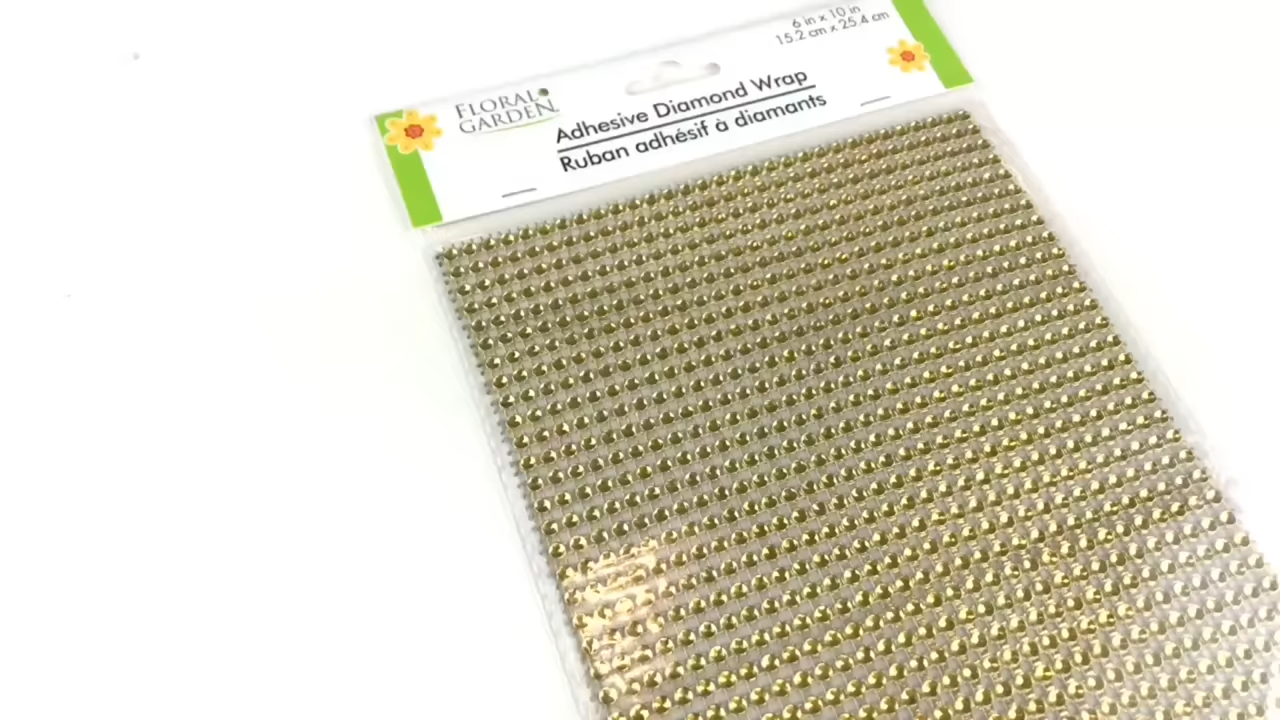 FLORAL
GARDEN
Adhesive Diamond Wrap
Ruban adhésif à diamants
6 in x 10 in
15.2 cm x 25.4 cm